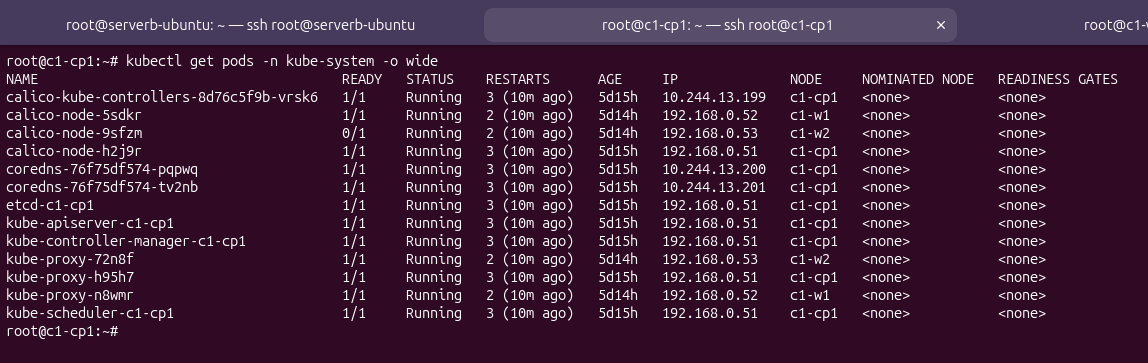 root@serverb-ubuntu: ~ — ssh root@serverb-ubuntu
root@c1-cp1: ~ — ssh root@c1-cp1
×
root@c1-w
root@c1-cp1:~# kubectl get pods -n kube-system -o wide
NAME READY STATUS RESTARTS AGE IP NODE NOMINATED NODE READINESS GATES
calico-kube-controllers-8d76c5f9b-vrsk6 1/1 Running 3 (10m ago) 5d15h 10.244.13.199 c1-cp1 <none> <none>
calico-node-5sdkr 1/1 Running 2 (10m ago) 5d14h 192.168.0.52 c1-w1 <none> <none>
calico-node-9sfzm 0/1 Running 2 (10m ago) 5d14h 192.168.0.53 c1-w2 <none> <none>
calico-node-h2j9r 1/1 Running 3 (10m ago) 5d15h 192.168.0.51 c1-cp1 <none> <none>
coredns-76f75df574-pqpwq 1/1 Running 3 (10m ago) 5d15h 10.244.13.200 c1-cp1 <none> <none>
coredns-76f75df574-tv2nb 1/1 Running 3 (10m ago) 5d15h 10.244.13.201 c1-cp1 <none> <none>
etcd-c1-cp1 1/1 Running 3 (10m ago) 5d15h 192.168.0.51 c1-cp1 <none> <none>
kube-apiserver-c1-cp1 1/1 Running 3 (10m ago) 5d15h 192.168.0.51 c1-cp1 <none> <none>
kube-controller-manager-c1-cp1 1/1 Running 3 (10m ago) 5d15h 192.168.0.51 c1-cp1 <none> <none>
kube-proxy-72n8f 1/1 Running 2 (10m ago) 5d14h 192.168.0.53 c1-w2 <none> <none>
kube-proxy-h95h7 1/1 Running 3 (10m ago) 5d15h 192.168.0.51 c1-cp1 <none> <none>
kube-proxy-n8wmr 1/1 Running 2 (10m ago) 5d14h 192.168.0.52 c1-w1 <none> <none>
kube-scheduler-c1-cp1 1/1 Running 3 (10m ago) 5d15h 192.168.0.51 c1-cp1 <none> <none>
root@c1-cp1:~#